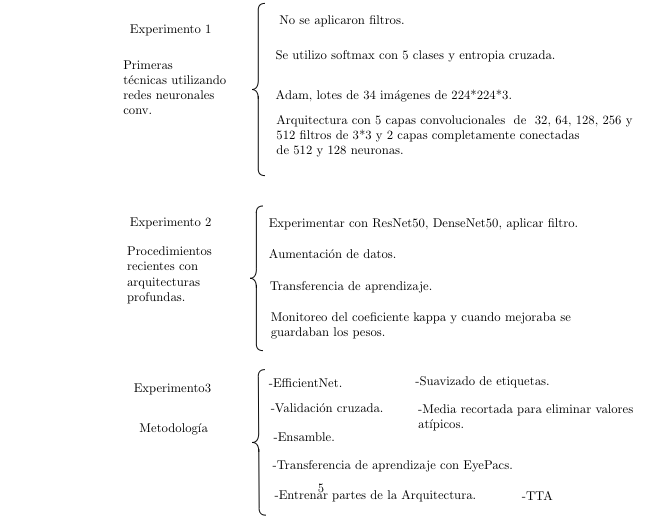 Experimento 1
Primeras
técnicas utilizando
redes neuronales
conv.
No se aplicaron filtros.
Se utilizo softmax con 5 clases y entropia cruzada.
Adam, lotes de 34 imágenes de 224*224*3.
Arquitectura con 5 capas convolucionales de 32, 64, 128, 256 y
512 filtros de 3*3 y 2 capas completamente conectadas
de 512 y 128 neuronas.
Experimento 2
Procedimientos
recientes con
arquitecturas
profundas.
Experimentar con ResNet50, DenseNet50, aplicar filtro.
Aumentación de datos.
Transferencia de aprendizaje.
Monitoreo del coeficiente kappa y cuando mejoraba se
guardaban los pesos.
Experimento3
Metodología
-EfficientNet.
-Validación cruzada.
-Ensamble.
-Transferencia de aprendizaje con EyePacs.
-Entrenar partes de la Arquitectura.
-Suavizado de etiquetas.
-Media recortada para eliminar valores
atípicos.
-TTA
5